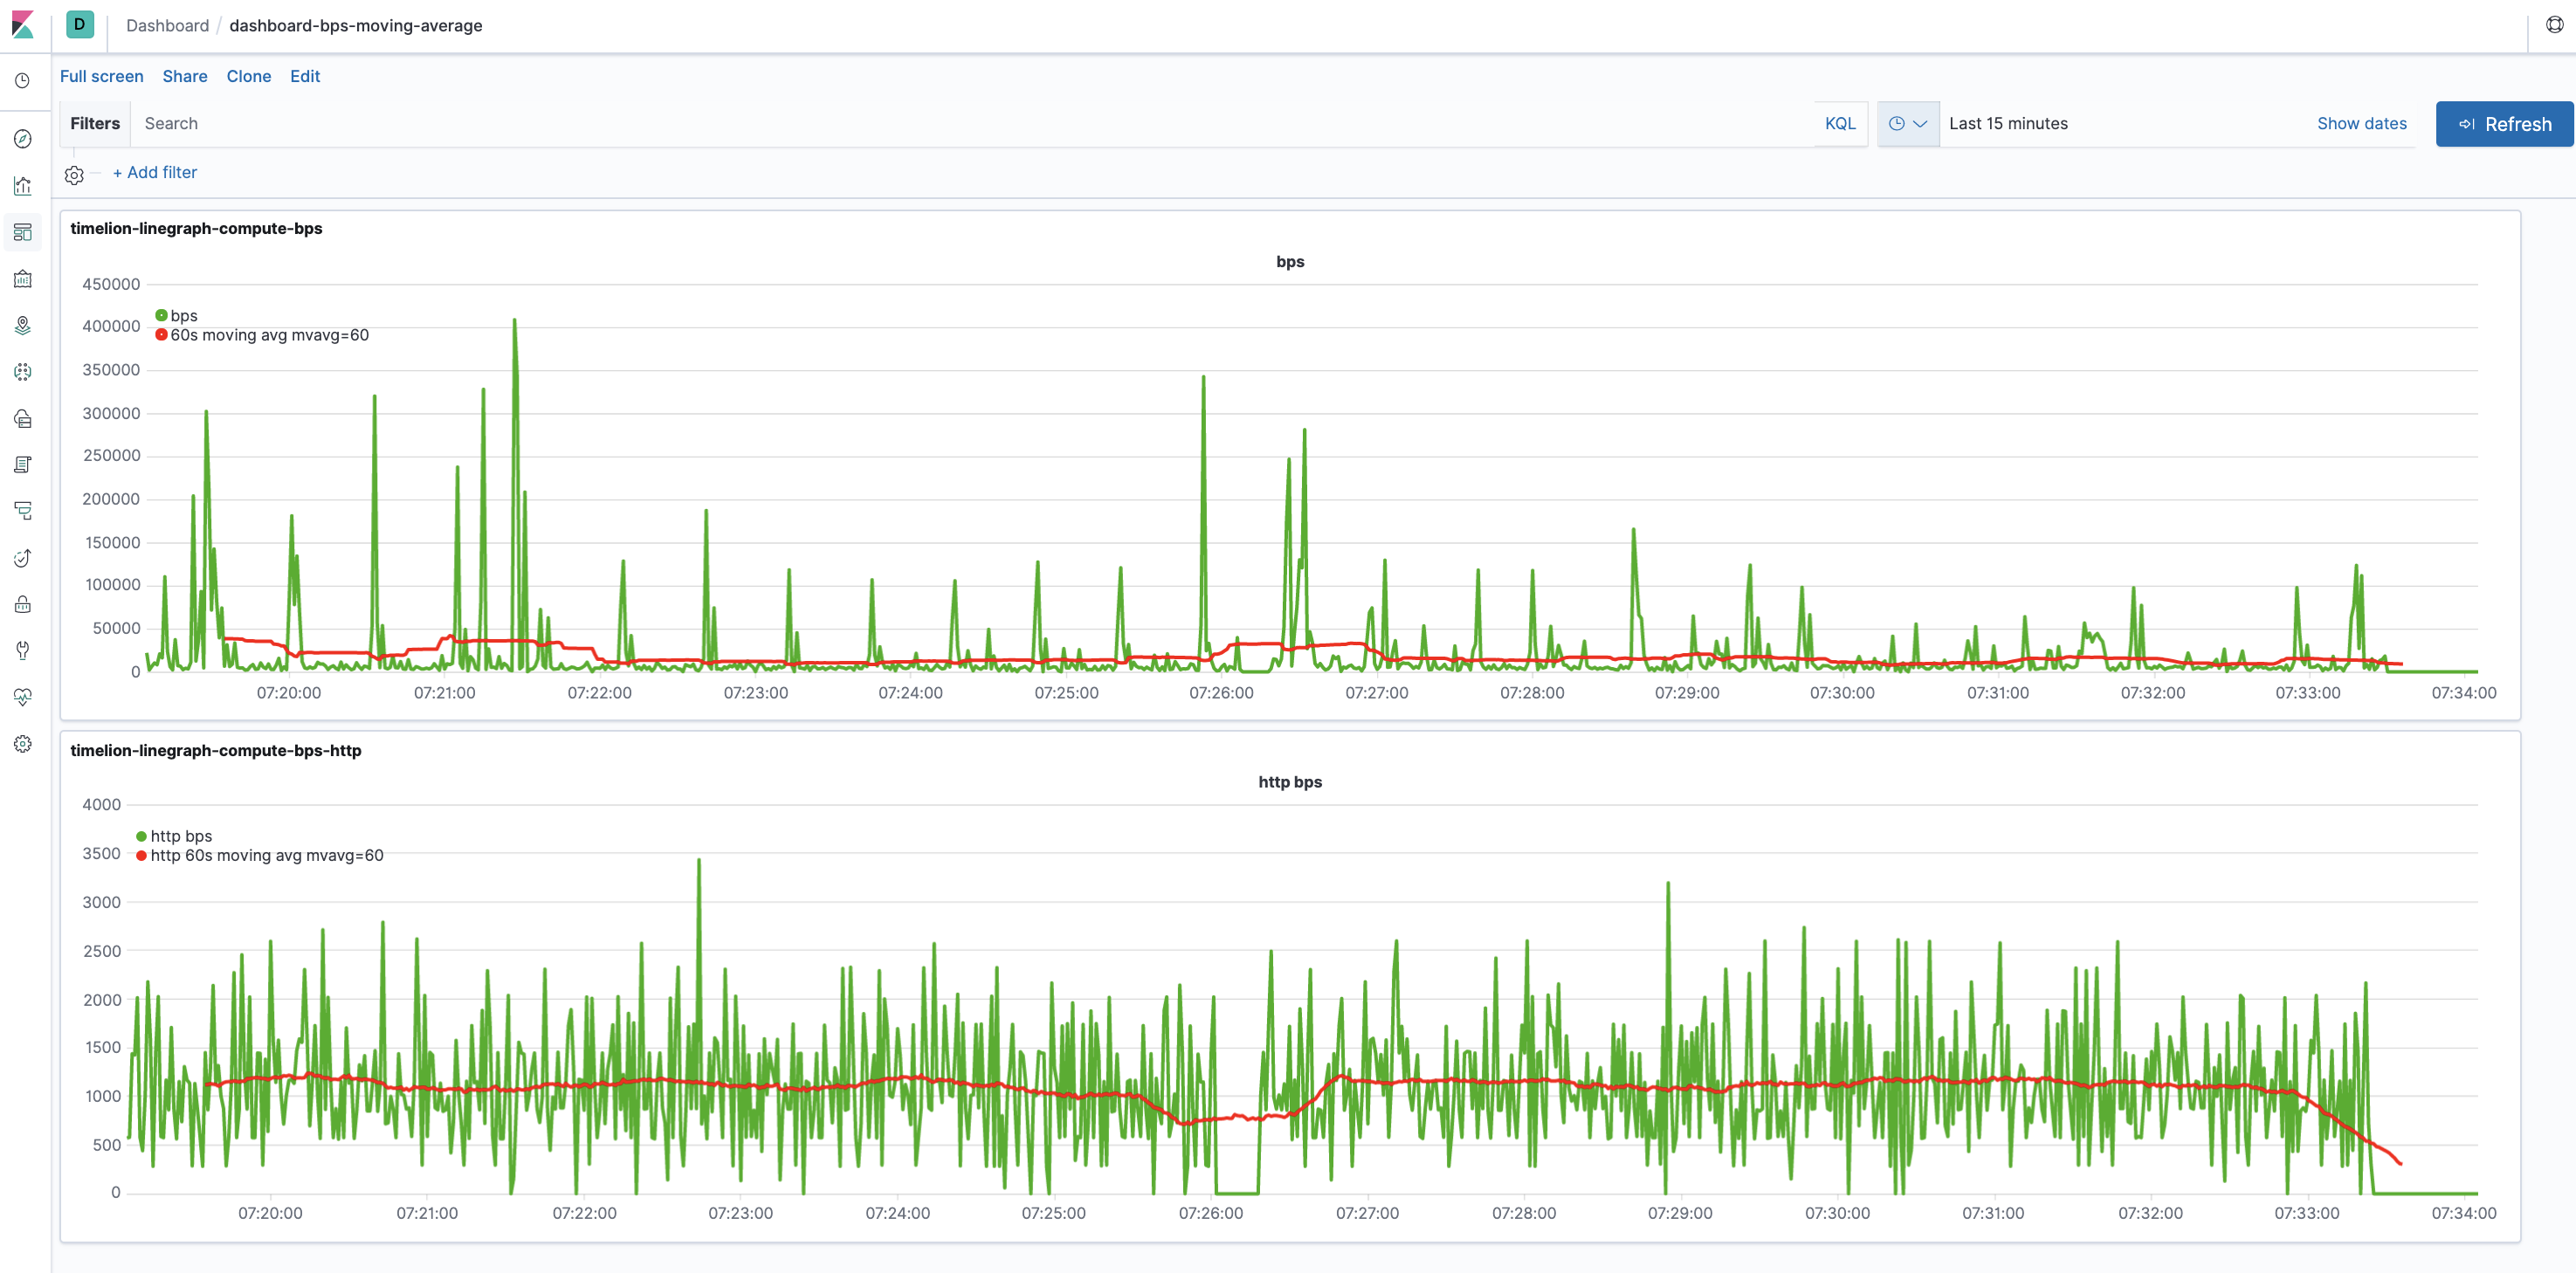 D Dashboard / dashboard-bps-moving-average
Full screen Share Clone Edit
Filters Search KQL Last 15 minutes Show dates Refresh
+ Add filter
timelion-linegraph-compute-bps
bps
450000
400000
350000
300000
250000
200000
150000
100000
50000
0
bps
60s moving avg mvavg=60
07:20:00 07:21:00 07:22:00 07:23:00 07:24:00 07:25:00 07:26:00 07:27:00 07:28:00 07:29:00 07:30:00 07:31:00 07:32:00 07:33:00 07:34:00
timelion-linegraph-compute-bps-http
http bps
4000
3500
3000
2500
2000
1500
1000
500
0
http bps
http 60s moving avg mvavg=60
07:20:00 07:21:00 07:22:00 07:23:00 07:24:00 07:25:00 07:26:00 07:27:00 07:28:00 07:29:00 07:30:00 07:31:00 07:32:00 07:33:00 07:34:00